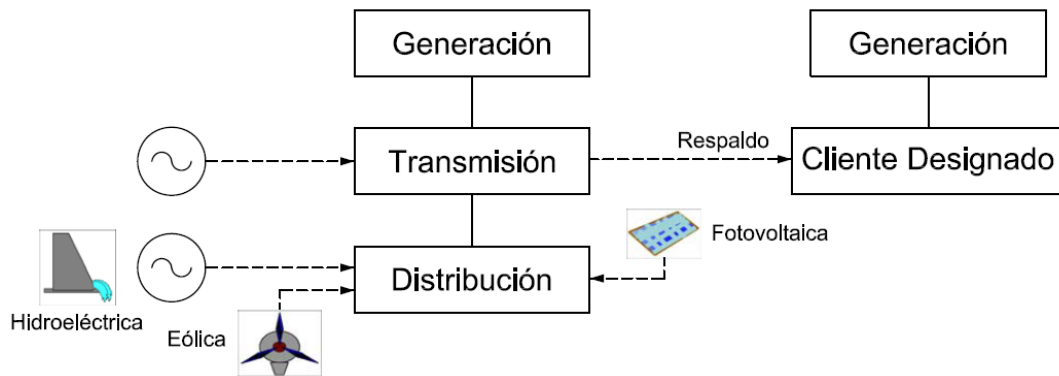 Generación
Generación
Transmisión
Respaldo
Cliente Designado
Fotovoltaica
Distribución
Hidroeléctrica
Eólica